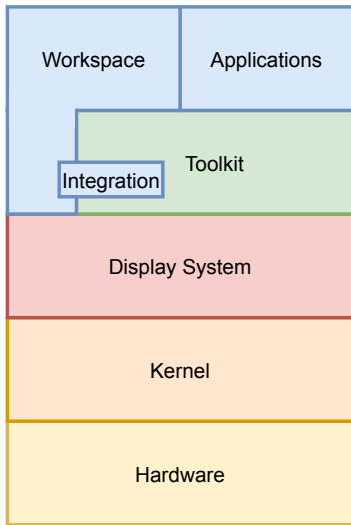 Workspace
Applications
Toolkit
Integration
Display System
Kernel
Hardware